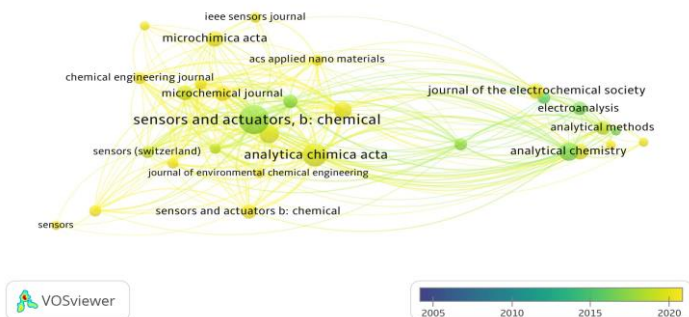 ieee sensors journal
microchimica acta
acs applied nano materials
chemical engineering journal
microchemical journal
journal of the electrochemical society
electroanalysis
sensors and actuators, b: chemical
analytical methods
sensors (switzerland)
analytica chimica acta
analytical chemistry
journal of environmental chemical engineering
sensors and actuators b: chemical
sensors
VOSviewer
2005 2010 2015 2020